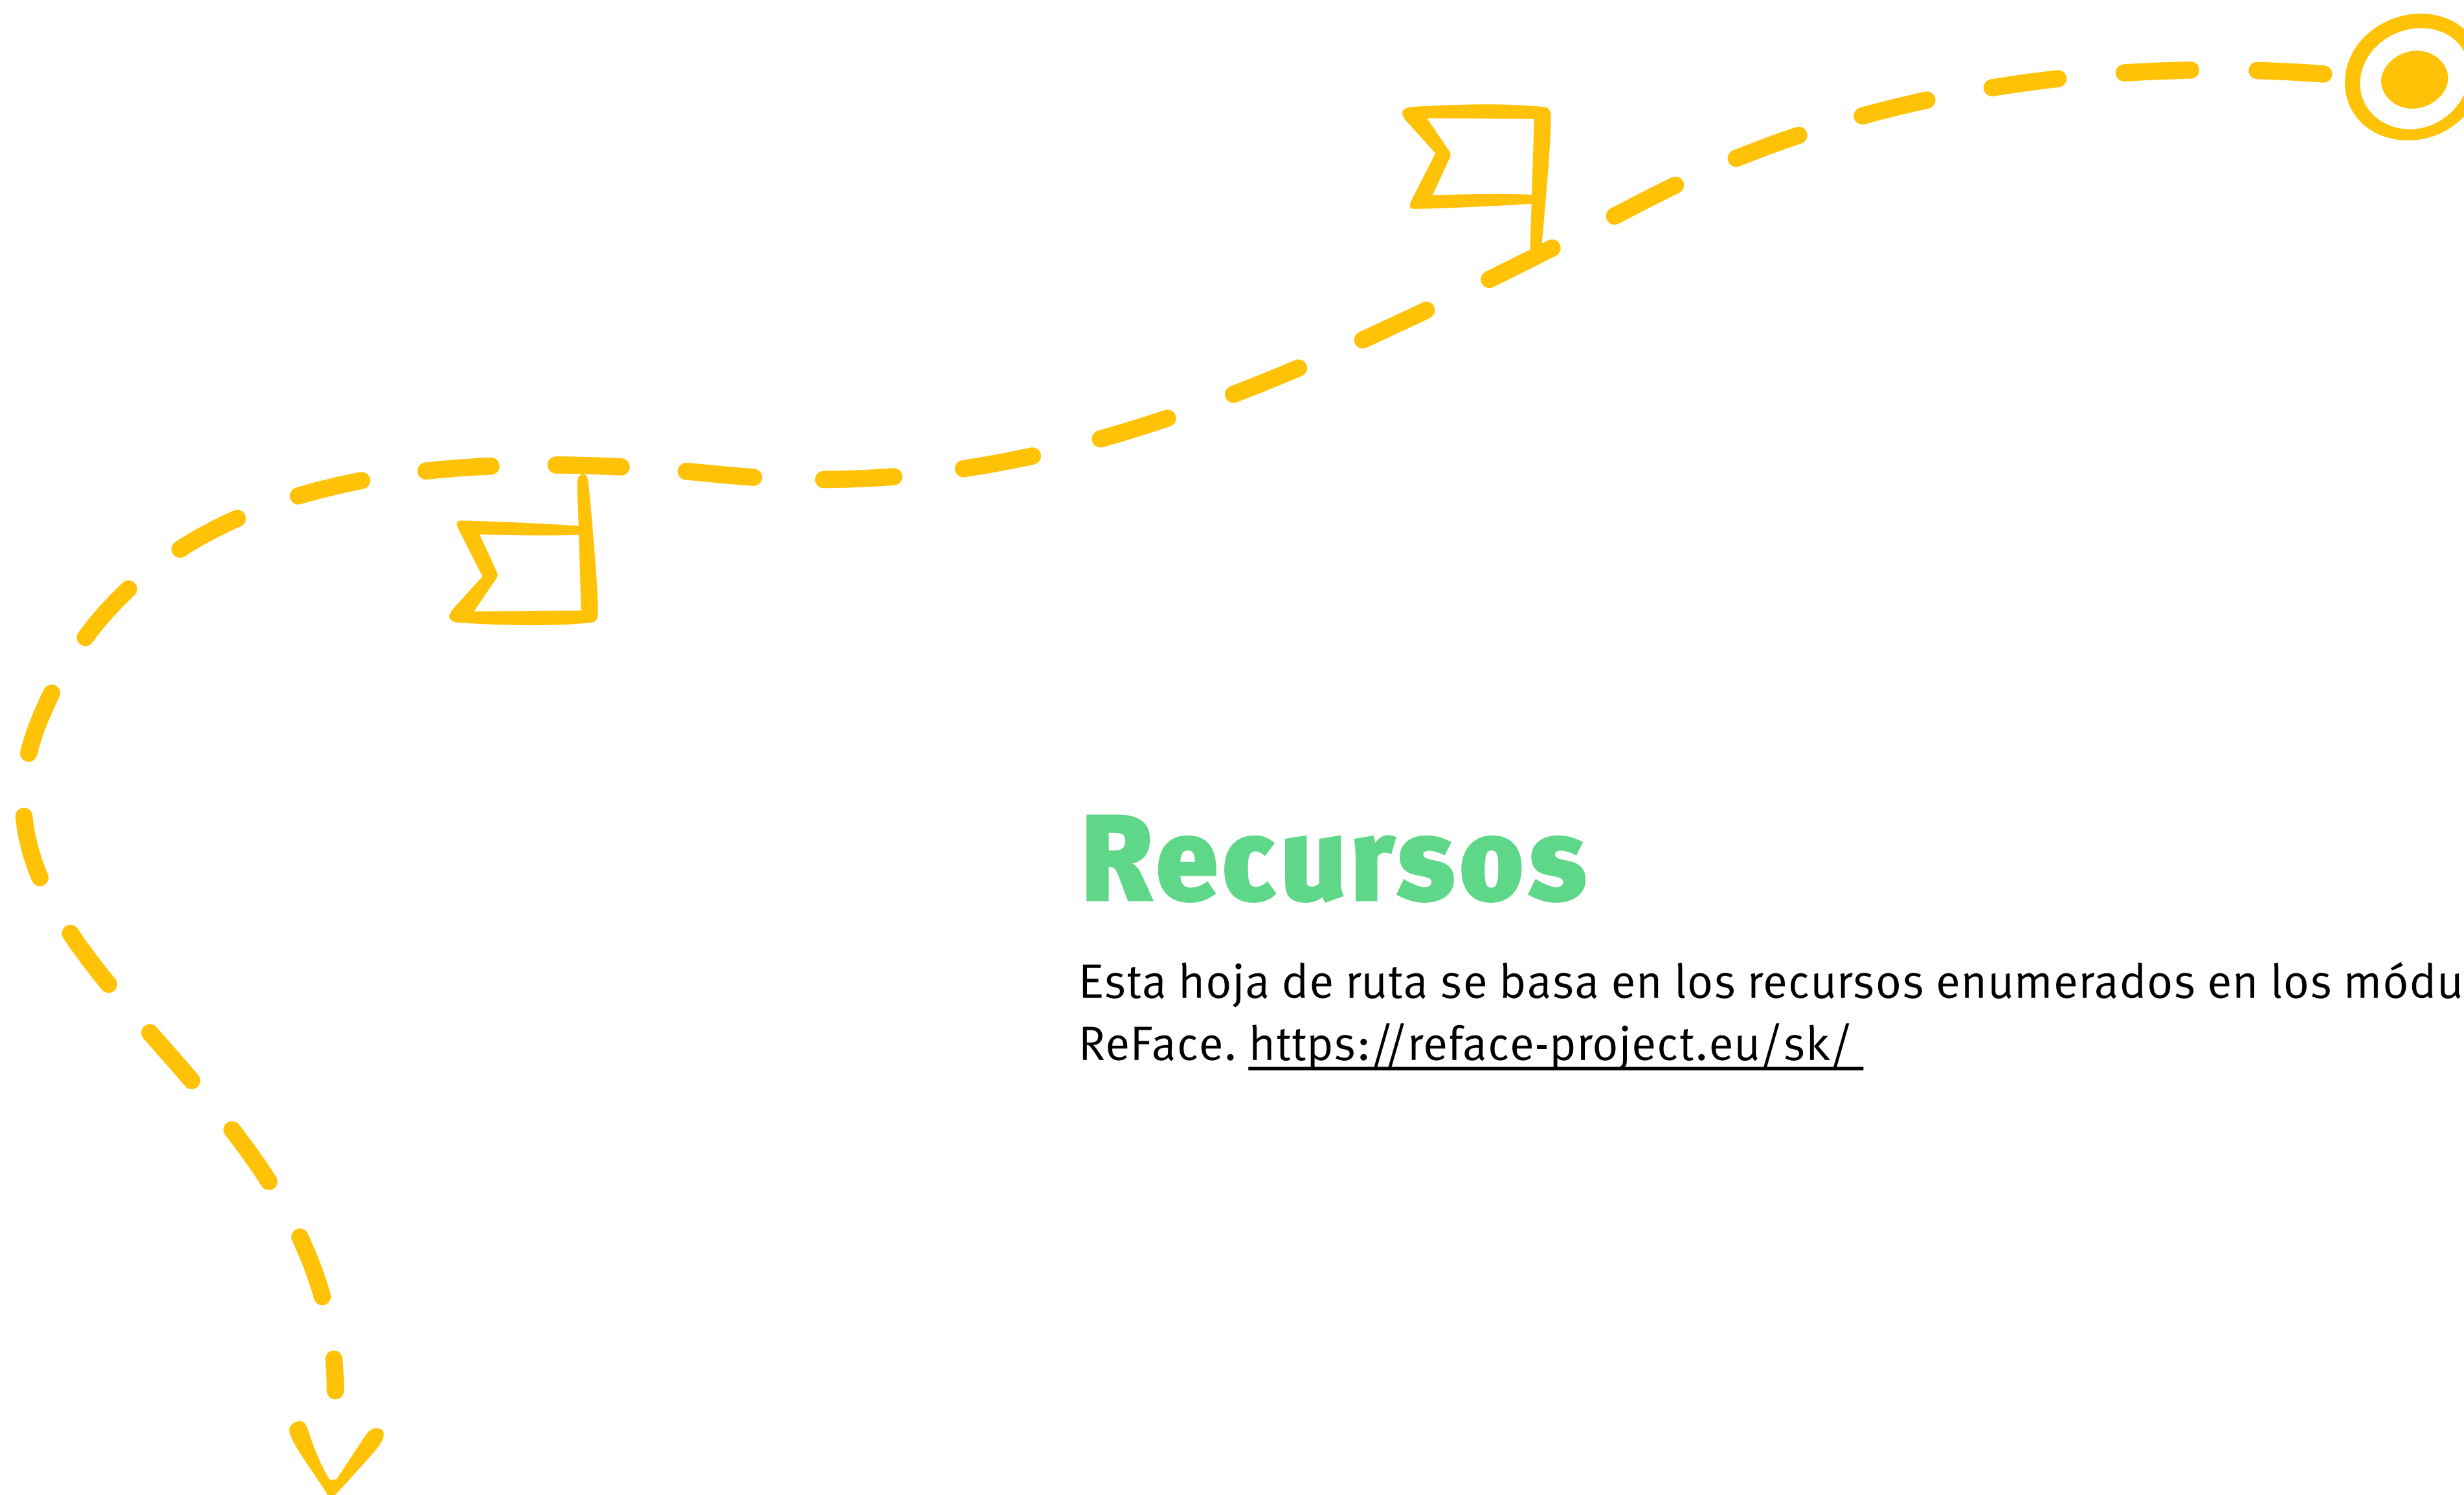 Recursos
Esta hoja de ruta se basa en los recursos enumerados en los
ReFace. https://reface-project.eu/sk/